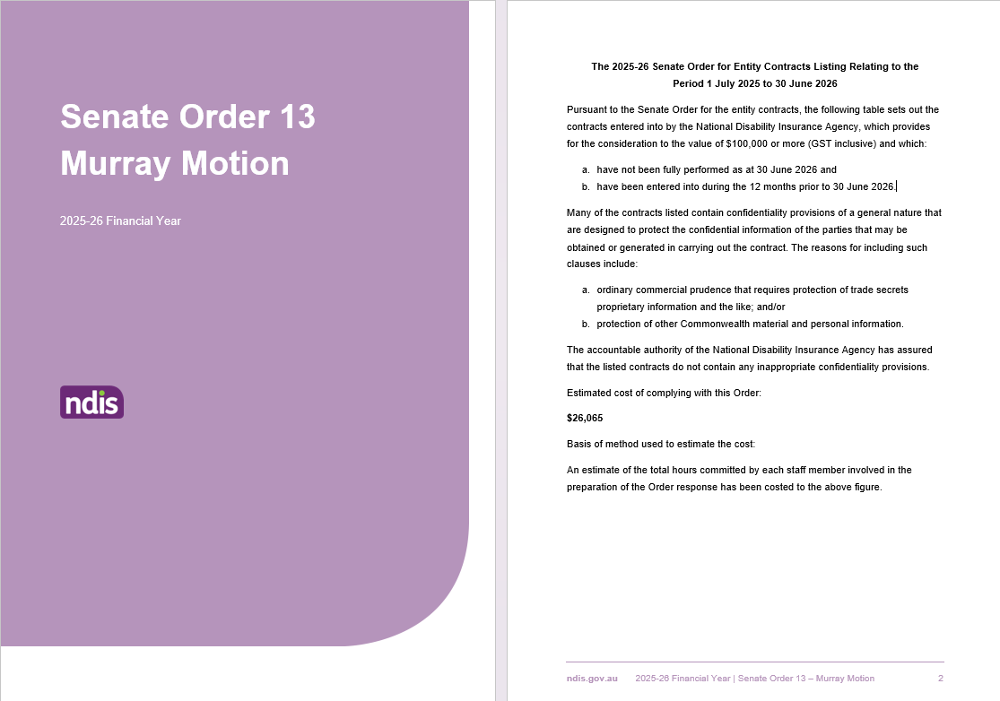 Senate Order 13
Murray Motion
2025-26 Financial Year
ndis
The 2025-26 Senate Order for Entity Contracts Listing Relating to the
Period 1 July 2025 to 30 June 2026
Pursuant to the Senate Order for the entity contracts, the following table sets out the
contracts entered into by the National Disability Insurance Agency, which provides
for the consideration to the value of $100,000 or more (GST inclusive) and which:
a. have not been fully performed as at 30 June 2026 and
b. have been entered into during the 12 months prior to 30 June 2026.
Many of the contracts listed contain confidentiality provisions of a general nature that
are designed to protect the confidential information of the parties that may be
obtained or generated in carrying out the contract. The reasons for including such
clauses include:
a. ordinary commercial prudence that requires protection of trade secrets
proprietary information and the like; and/or
b. protection of other Commonwealth material and personal information.
The accountable authority of the National Disability Insurance Agency has assured
that the listed contracts do not contain any inappropriate confidentiality provisions.
Estimated cost of complying with this Order:
$26,065
Basis of method used to estimate the cost:
An estimate of the total hours committed by each staff member involved in the
preparation of the Order response has been costed to the above figure.
ndis.gov.au 2025-26 Financial Year | Senate Order 13 – Murray Motion 2